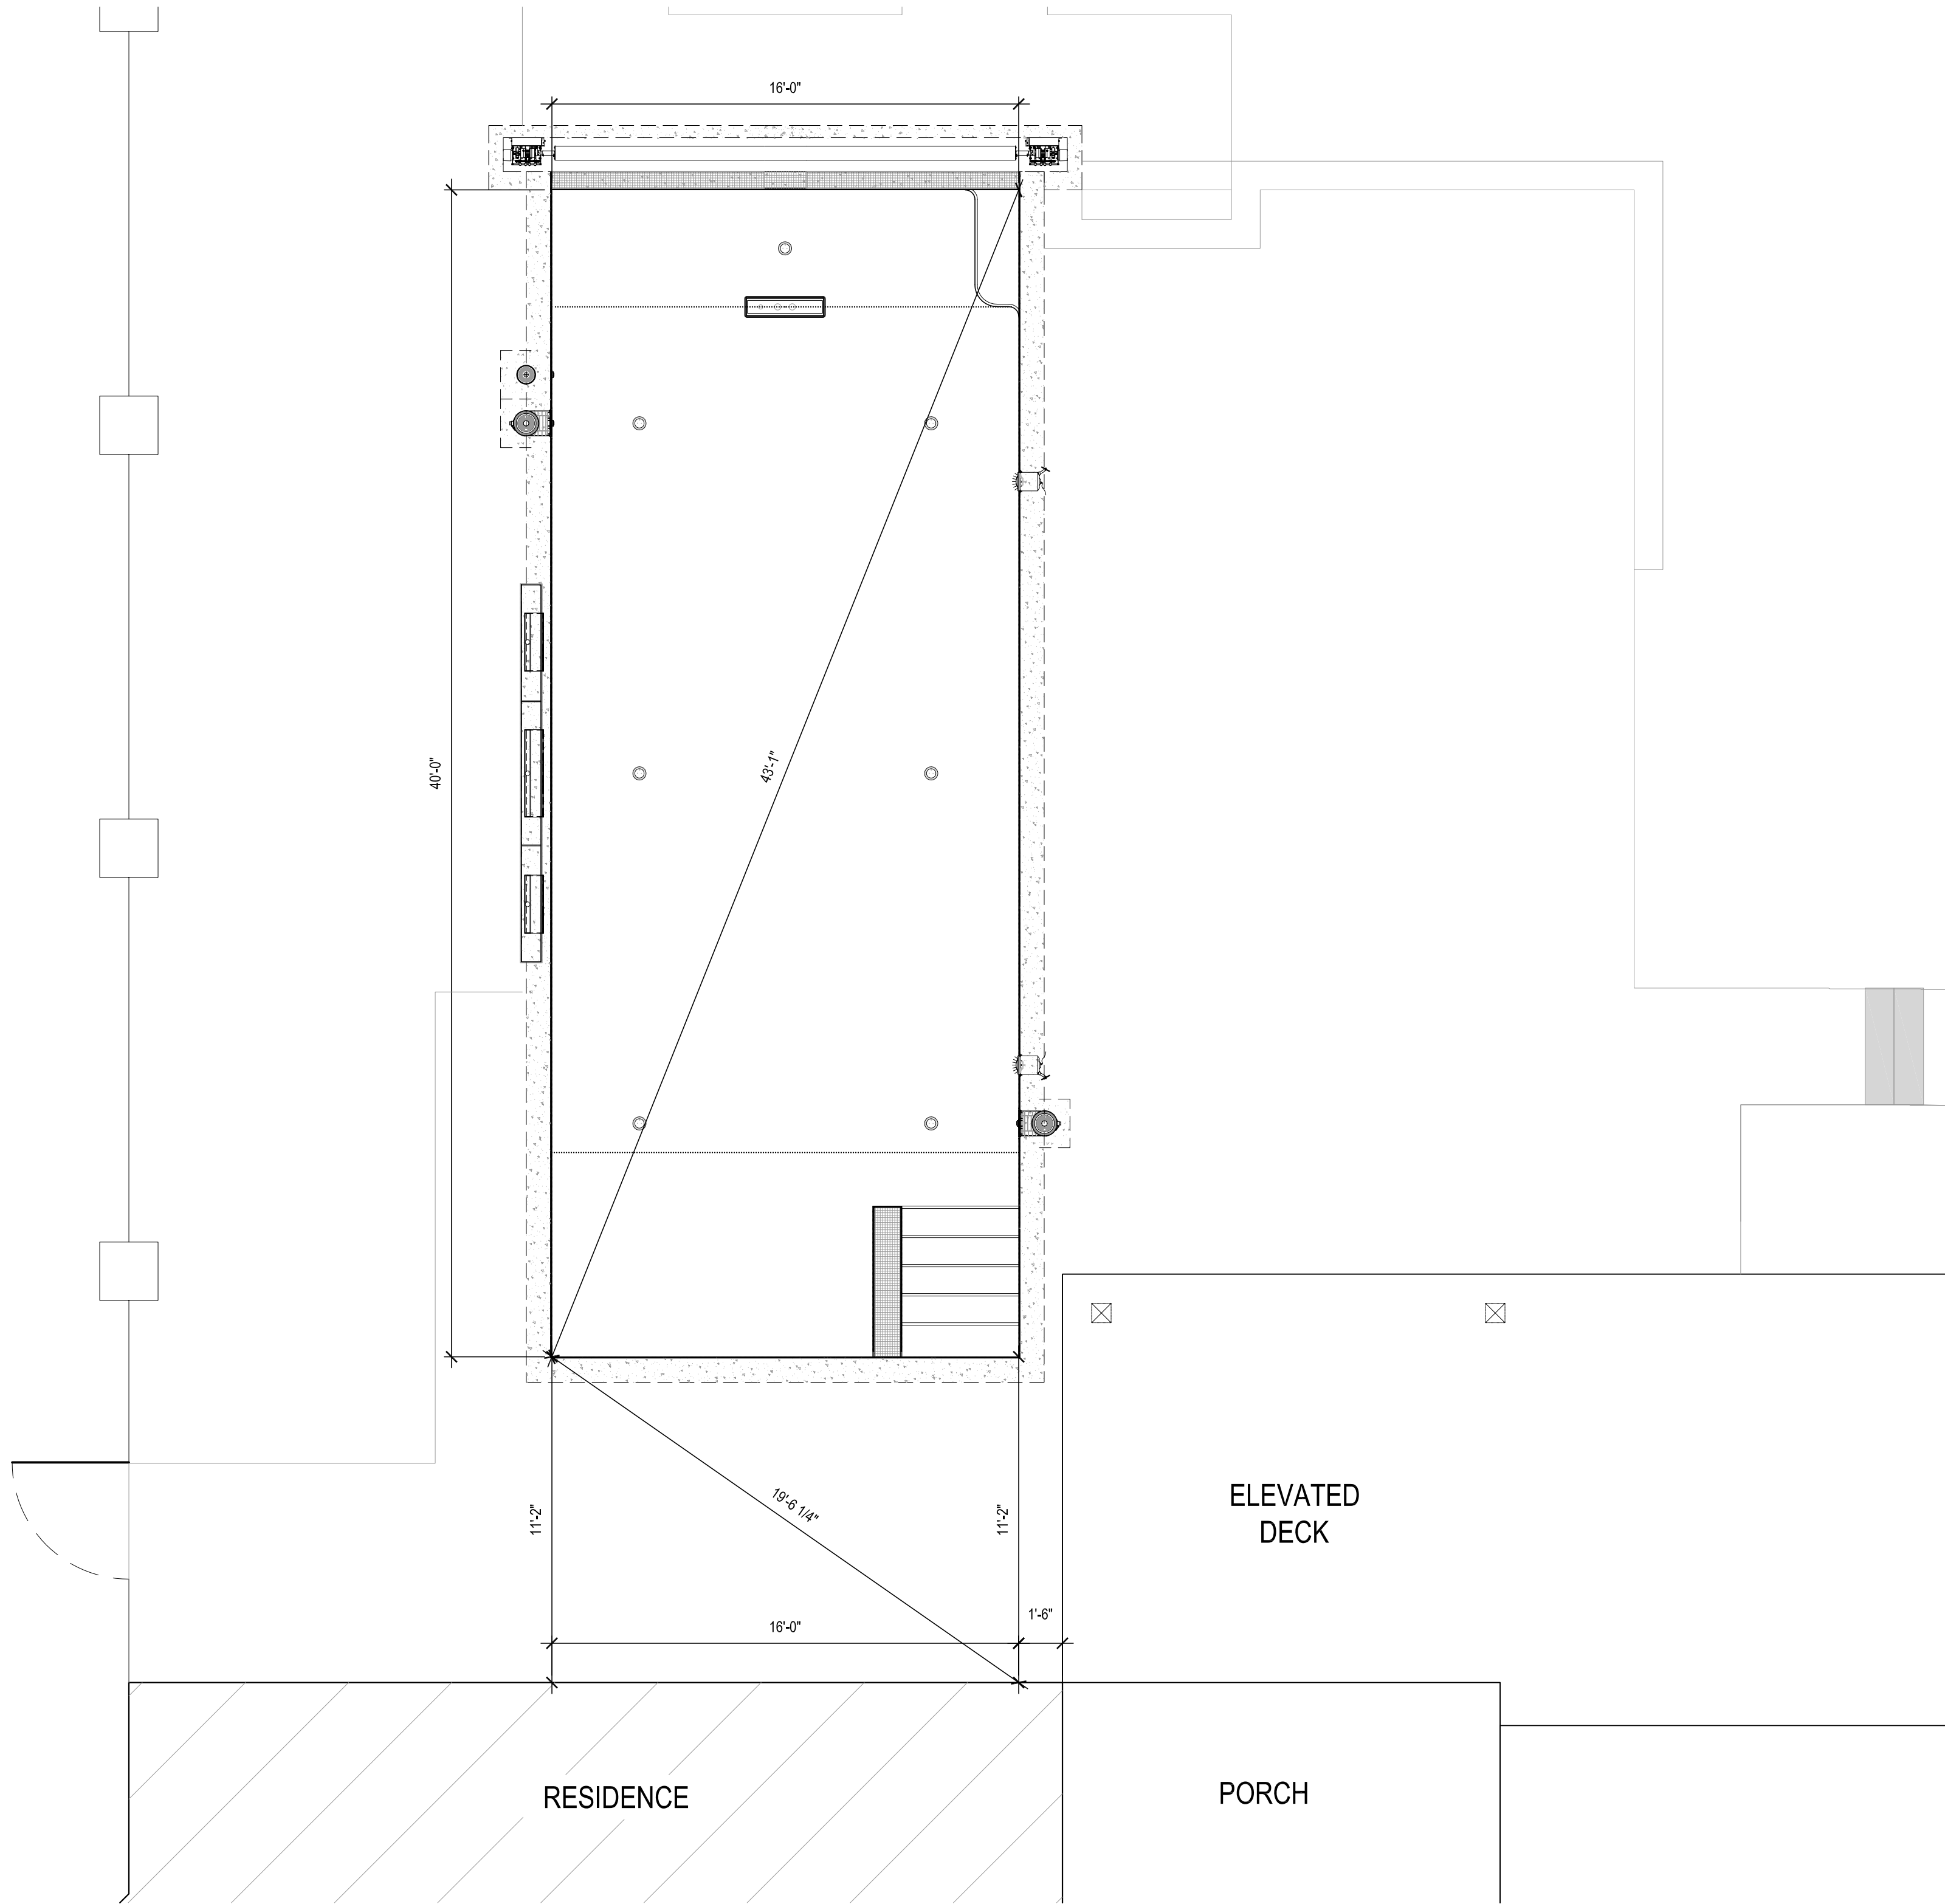 16'-0"
40'-0"
43'-1"
19'-6 1/4"
11'-2"
11'-2"
ELEVATED
DECK
16'-0"
1'-6"
RESIDENCE
PORCH